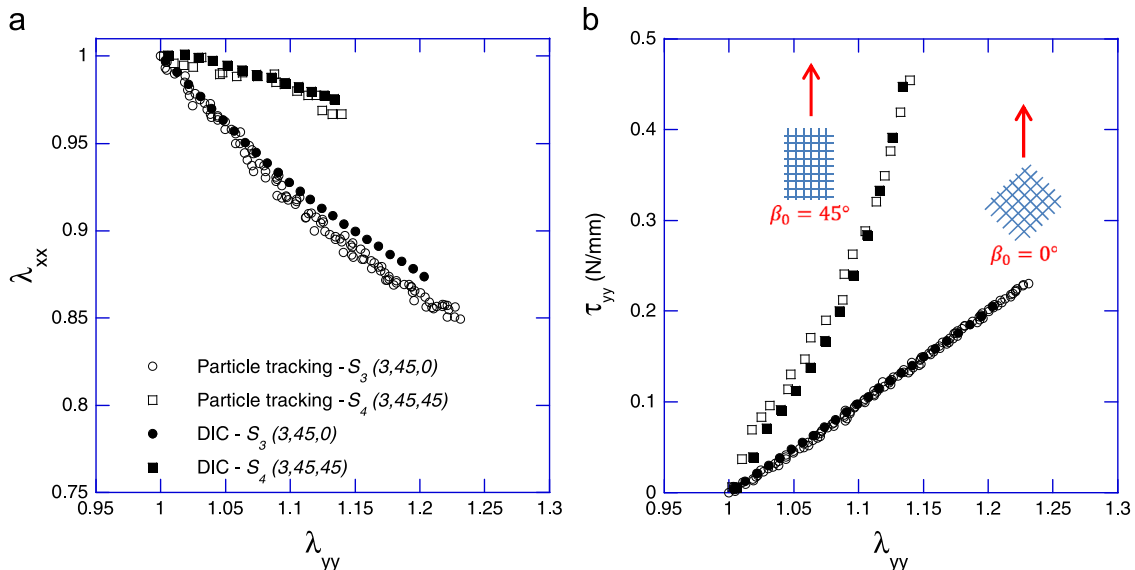 a
1
0.95
0.9
0.85
0.8
0.75
λxx
Particle tracking - S3 (3,45,0)
Particle tracking - S4 (3,45,45)
DIC - S3 (3,45,0)
DIC - S4 (3,45,45)
0.95 1 1.05 1.1 1.15 1.2 1.25 1.3
λyy
b
0.5
0.4
0.3
0.2
0.1
0
τyy (N/mm)
β0 = 45°
β0 = 0°
0.95 1 1.05 1.1 1.15 1.2 1.25 1.3
λyy